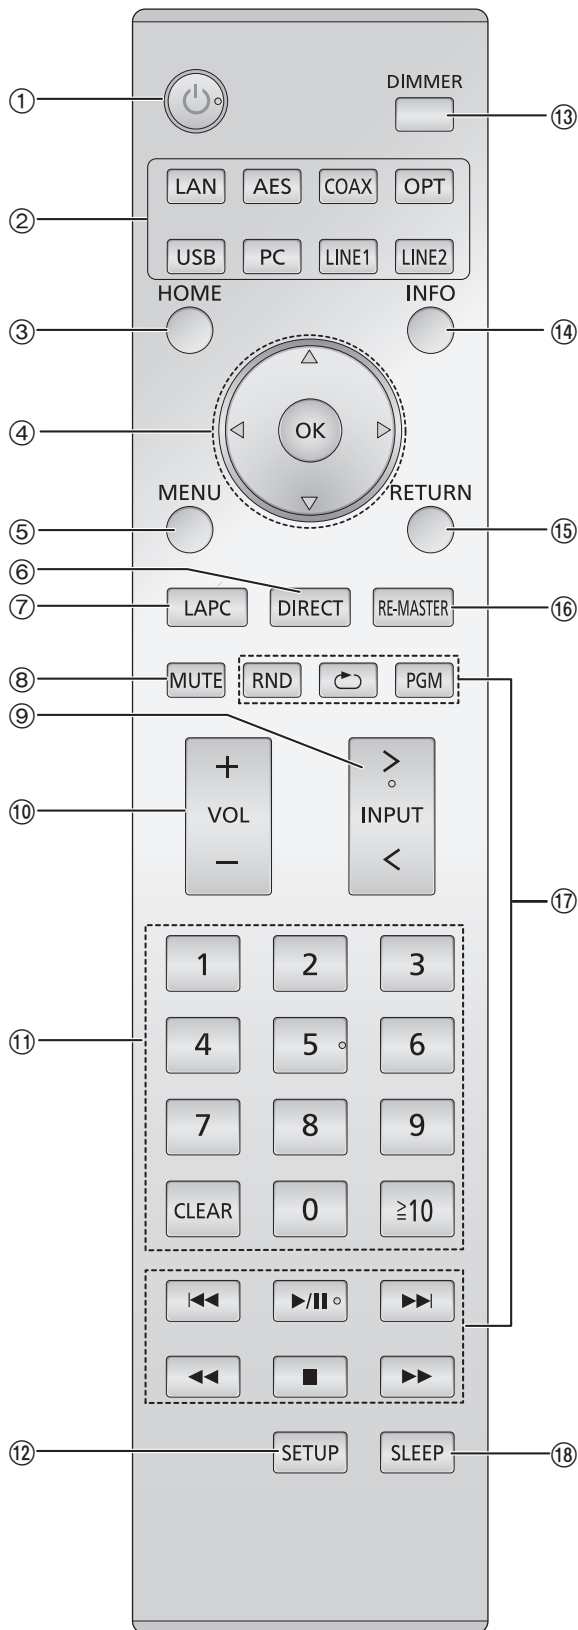 ① DIMMER ⑬
② LAN AES COAX OPT
USB PC LINE1 LINE2
HOME INFO
③ ⑭
④ OK
MENU RETURN
⑤ ⑮
⑥
⑦ LAPC DIRECT RE-MASTER ⑯
⑧ MUTE RND PGM
⑨
+ >
⑩ VOL INPUT
− <
⑰
1 2 3
⑪ 4 5 6
7 8 9
CLEAR 0 ≧10
⑫ SETUP SLEEP ⑱